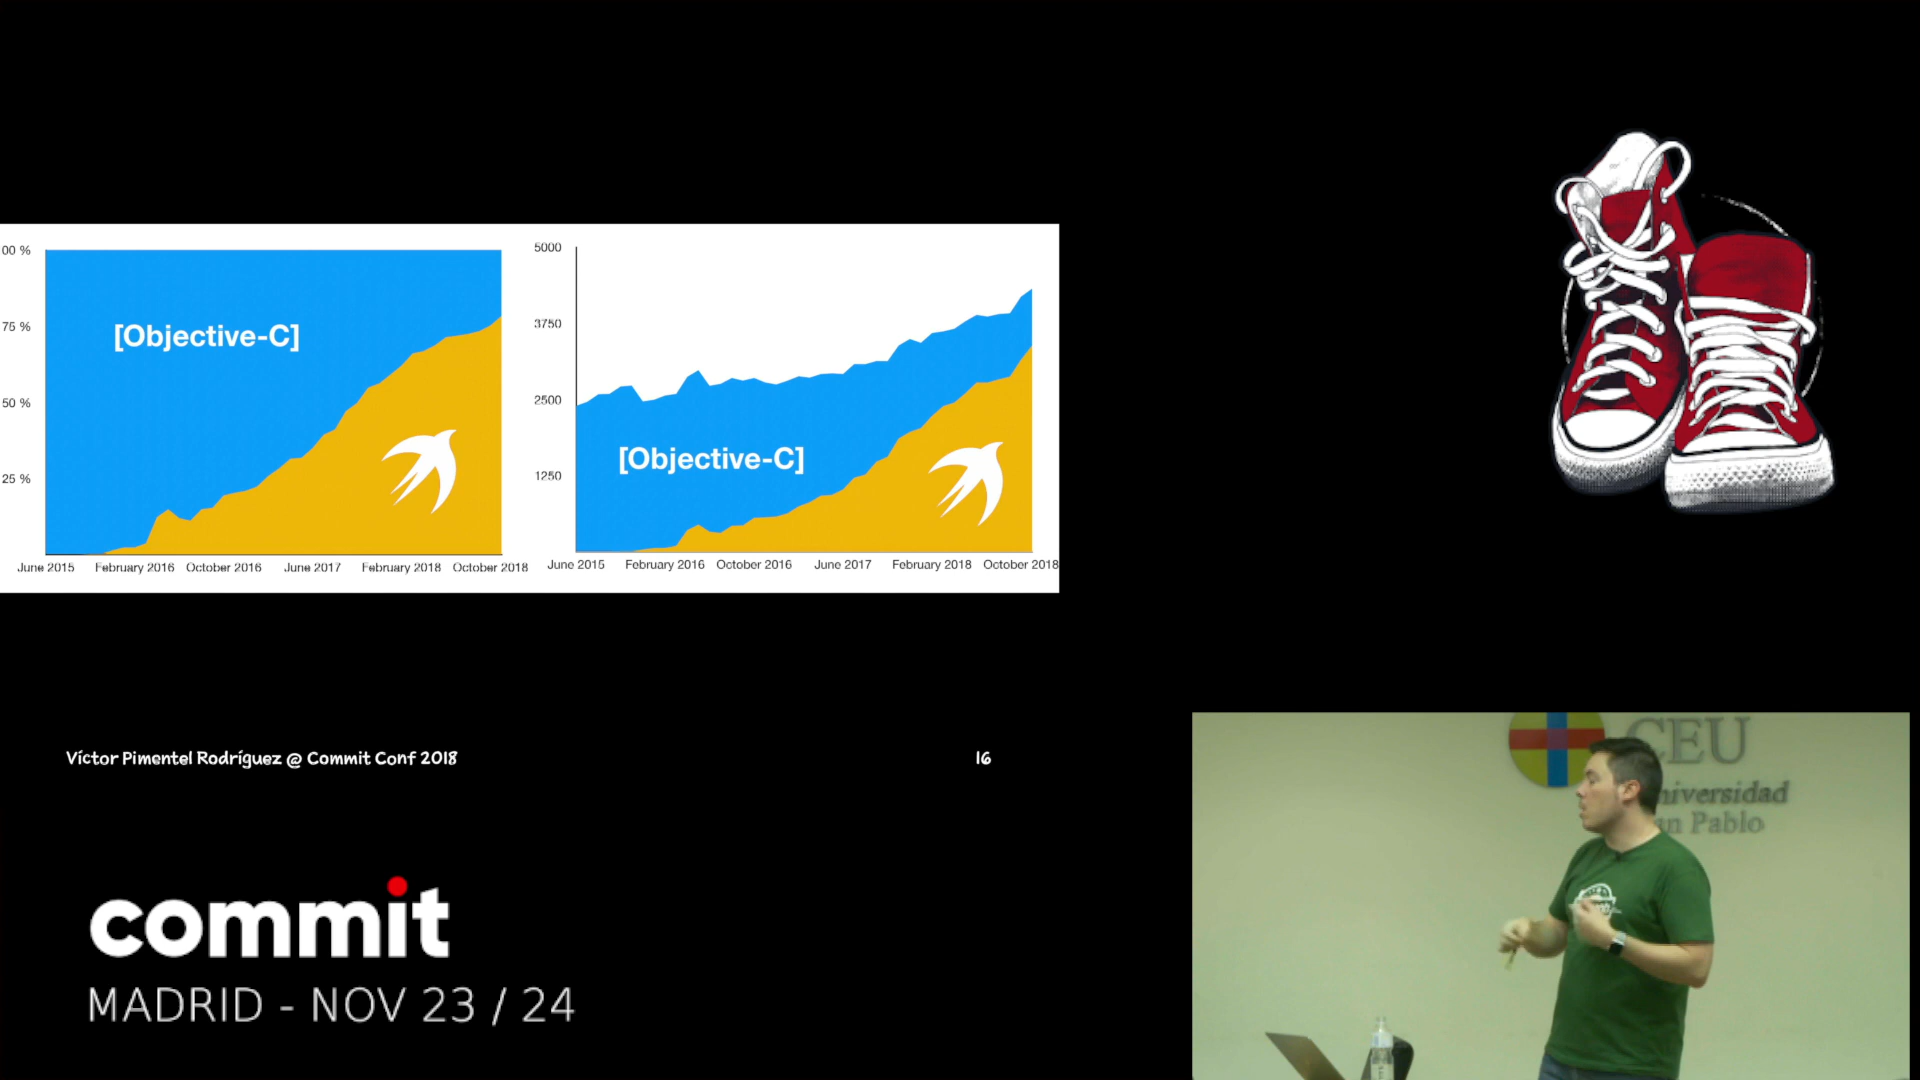 00 %
75 %
50 %
25 %
[Objective-C]
June 2015 February 2016 October 2016 June 2017 February 2018 October 2018
5000
3750
2500
1250
[Objective-C]
June 2015 February 2016 October 2016 June 2017 February 2018 October 2018
Víctor Pimentel Rodríguez @ Commit Conf 2018
16
commit
MADRID - NOV 23 / 24
CEU
niversidad
an Pablo